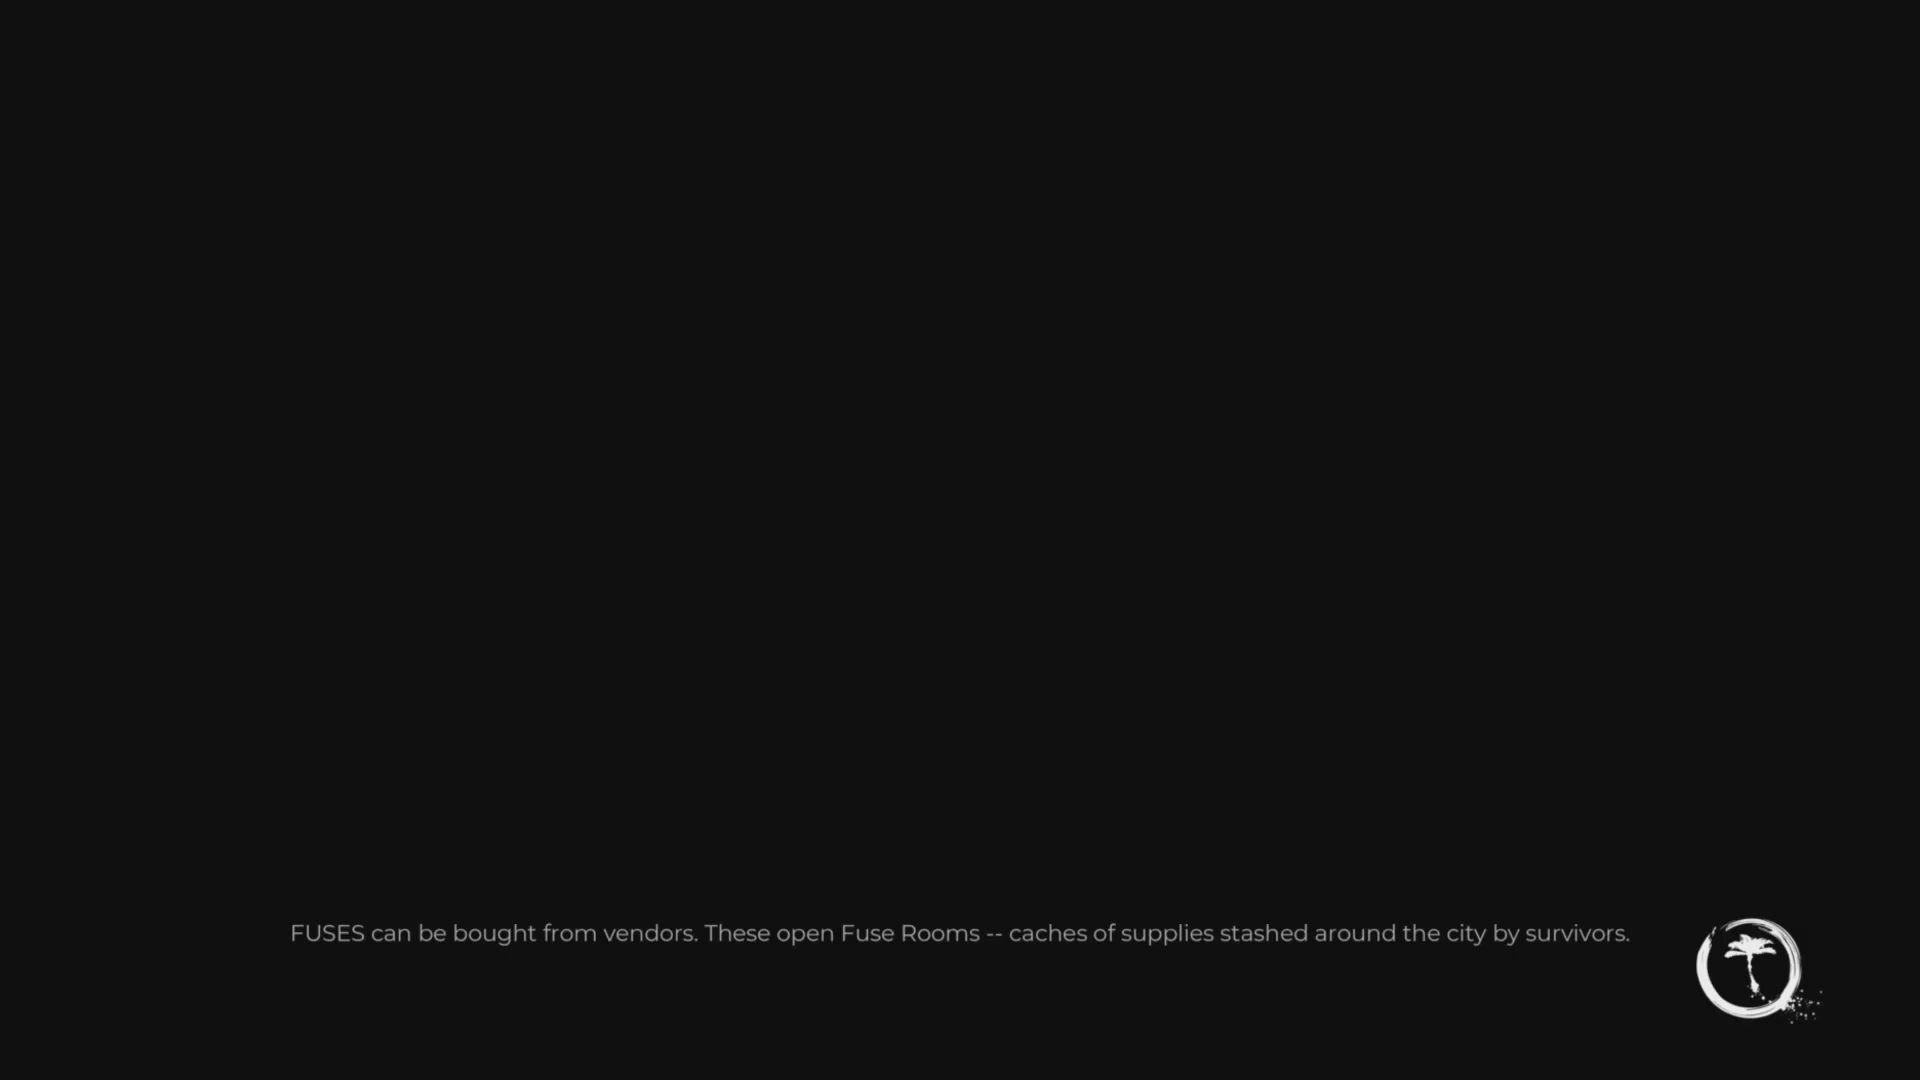 FUSES can be bought from vendors. These open Fuse Rooms -- caches of supplies stashed around the city by survivors.